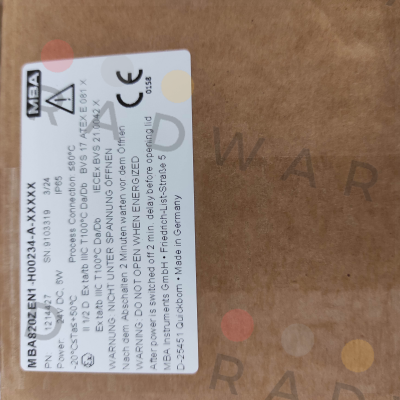 MBA
MBA820ZEN1-H00234-A-XXXXX
PN. 1214427 SN 9103319 3/24
Power: 24V DC, 5W IP65
-20°C≤Ta≤+50°C Process Connection: ≤80°C
II 1/2 D Ex ta/tb IIIC T100°C Da/Db BVS 17 ATEX E 081 X
Ex ta/tb IIIC T100°C Da/Db IECEx BVS 21.0042 X
WARNUNG: NICHT UNTER SPANNUNG ÖFFNEN
Nach dem Abschalten 2 Minuten warten vor dem Öffnen
WARNING: DO NOT OPEN WHEN ENERGIZED
After power is switched off 2 min. delay before opening lid
MBA Instruments GmbH • Friedrich-List-Straße 5
D-25451 Quickborn • Made in Germany
CE
0158
RADWAR